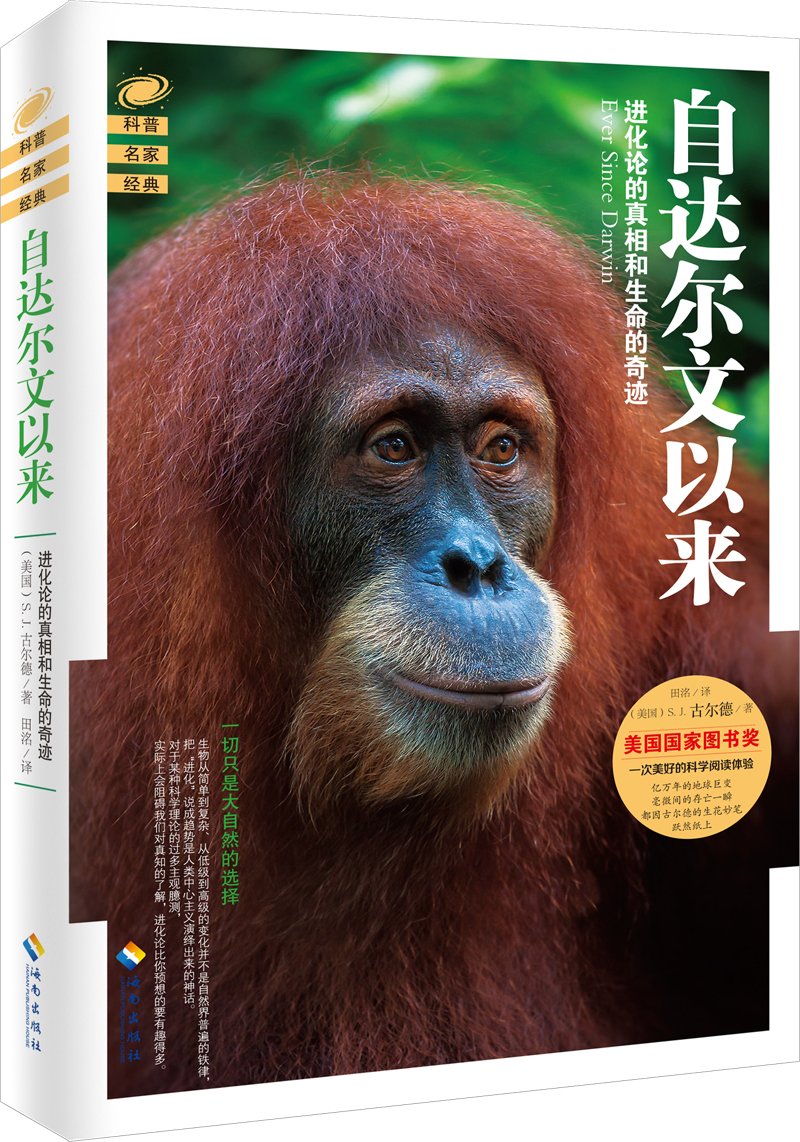 科普
名家
经典
自达尔文以来
进化论的真相和生命的奇迹
（美国）S. J. 古尔德/著 田洺/译
海南出版社
HAINAN PUBLISHING HOUSE
科普
名家
经典
自达尔文以来
进化论的真相和生命的奇迹
Ever Since Darwin
田洺/译
（美国）S. J. 古尔德/著
美国国家图书奖
一次美好的科学阅读体验
亿万年的地球巨变
毫微间的存亡一瞬
都因古尔德的生花妙笔
跃然纸上
一切只是大自然的选择
生物从简单到复杂、从低级到高级的变化并不是自然界普遍的铁律，
把“进化”说成趋势是人类中心主义演绎出来的神话。
对于某种科学理论的过多主观臆测，
实际上会阻碍我们对真知的了解，进化论比你预想的要有趣得多。
海南出版社
HAINAN PUBLISHING HOUSE